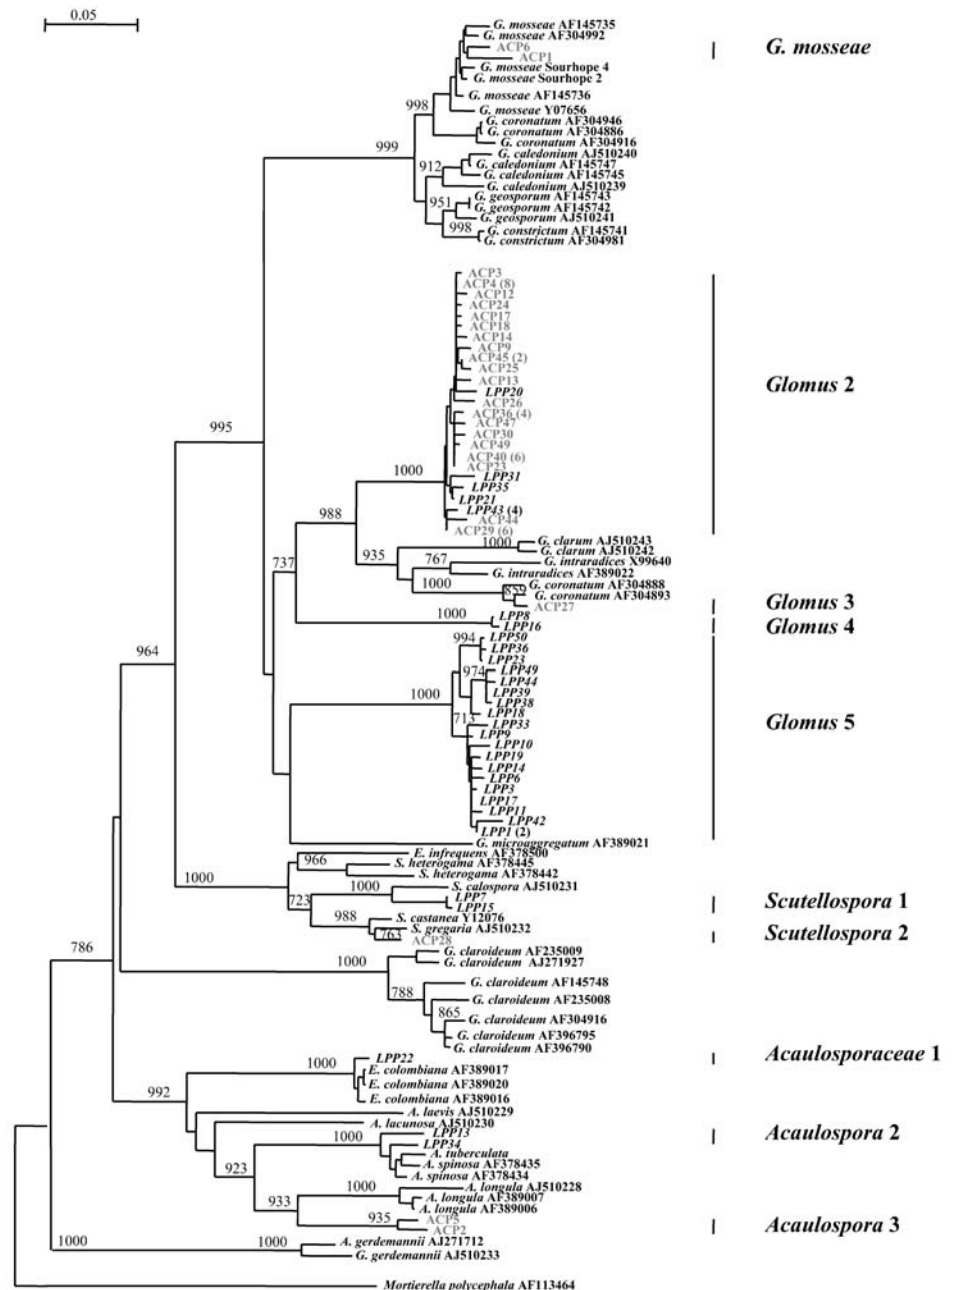 0.05
G. mosseae AF145735
G. mosseae AF304992
ACP6
ACP1
G. mosseae
G. mosseae Sourhope 4
G. mosseae Sourhope 2
G. mosseae AF145736
G. mosseae Y07656
998
G. coronatum AF304946
G. coronatum AF304886
G. coronatum AF304916
999
G. caledonium AJ510240
G. caledonium AF145747
912
G. caledonium AF145745
G. caledonium AJ510239
G. geosporum AF145743
951
G. geosporum AF145742
G. geosporum AJ510241
998
G. constrictum AF145741
G. constrictum AF304981
ACP3
ACP4 (8)
ACP12
ACP24
ACP17
ACP18
ACP14
ACP9
ACP45 (2)
ACP25
ACP13
Glomus 2
LPP20
ACP26
ACP36 (4)
ACP47
995
ACP30
ACP49
ACP40 (6)
ACP23
1000
LPP31
LPP35
LPP21
LPP43 (4)
988
ACP44
ACP29 (6)
1000
G. clarum AJ510243
G. clarum AJ510242
935
767
G. intraradices X99640
737
G. intraradices AF389022
1000
G. coronatum AF304888
859
G. coronatum AF304893
ACP27
Glomus 3
1000
LPP8
LPP16
Glomus 4
994
LPP50
LPP36
964
LPP23
974
LPP49
LPP44
1000
LPP39
LPP38
LPP18
713
LPP33
Glomus 5
LPP9
LPP10
LPP19
LPP14
LPP6
LPP3
LPP17
LPP11
LPP42
LPP1 (2)
G. microaggregatum AF389021
E. infrequens AF378500
966
S. heterogama AF378445
S. heterogama AF378442
1000
1000
S. calospora AJ510231
723
LPP7
LPP15
Scutellospora 1
988
S. castanea Y12076
S. gregaria AJ510232
763
ACP28
Scutellospora 2
786
G. claroideum AF235009
1000
G. claroideum AJ271927
G. claroideum AF145748
788
G. claroideum AF235008
865
G. claroideum AF304916
G. claroideum AF396795
G. claroideum AF396790
LPP22
Acaulosporaceae 1
1000
E. colombiana AF389017
E. colombiana AF389020
992
E. colombiana AF389016
A. laevis AJ510229
A. lacunosa AJ510230
1000
LPP13
Acaulospora 2
LPP34
A. tuberculata
923
A. spinosa AF378435
A. spinosa AF378434
1000
A. longula AJ510228
A. longula AF389007
933
A. longula AF389006
935
ACP5
ACP2
Acaulospora 3
1000
1000
A. gerdemannii AJ271712
G. gerdemannii AJ510233
Mortierella polycephala AF113464